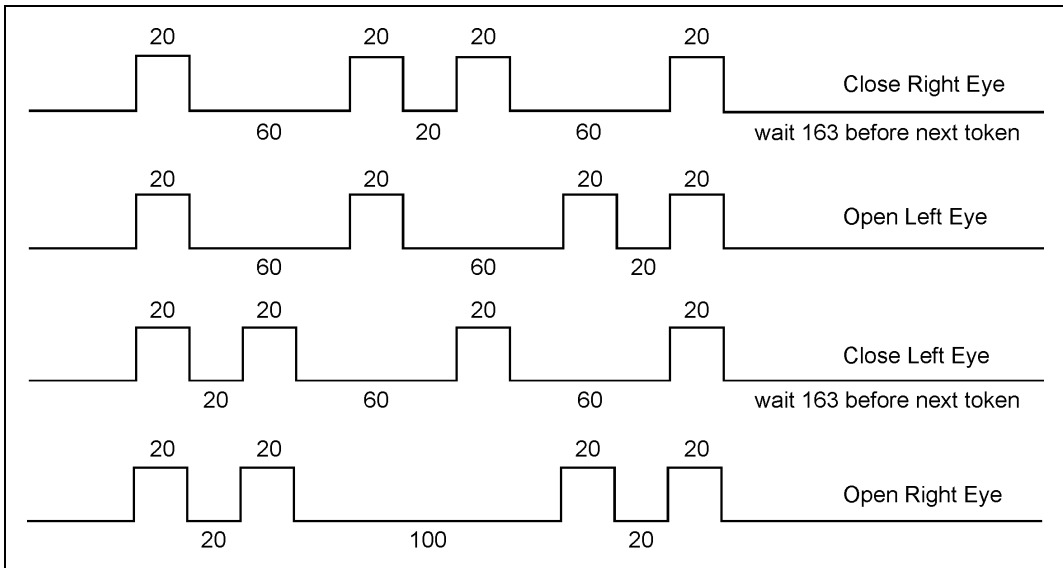 20 20 20 20
Close Right Eye
60 20 60 wait 163 before next token
20 20 20 20
Open Left Eye
60 60 20
20 20 20 20
Close Left Eye
20 60 60 wait 163 before next token
20 20 20 20
Open Right Eye
20 100 20